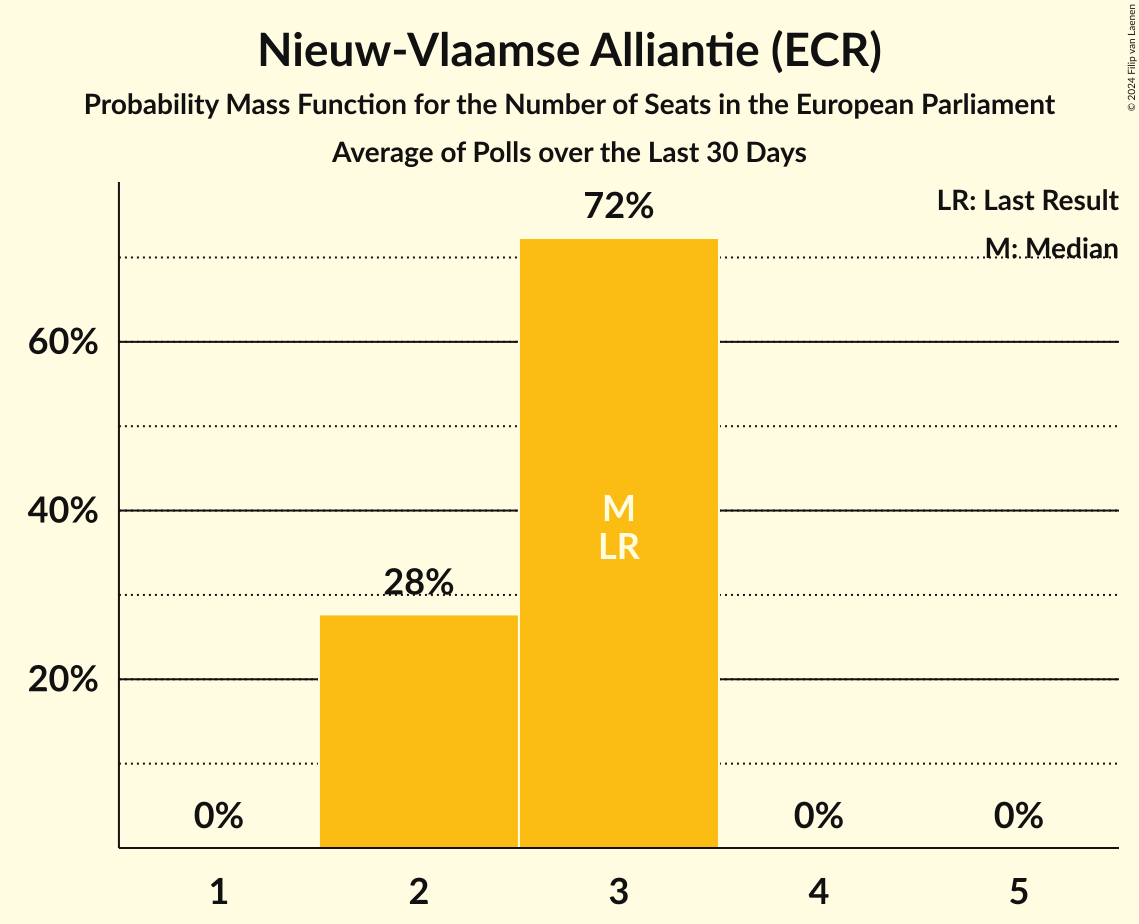 Nieuw-Vlaamse Alliantie (ECR)
Probability Mass Function for the Number of Seats in the European Parliament
Average of Polls over the Last 30 Days
© 2024 Filip van Laenen
LR: Last Result
M: Median
72%
60%
40%
M
LR
28%
20%
0%
0%
0%
1
2
3
4
5